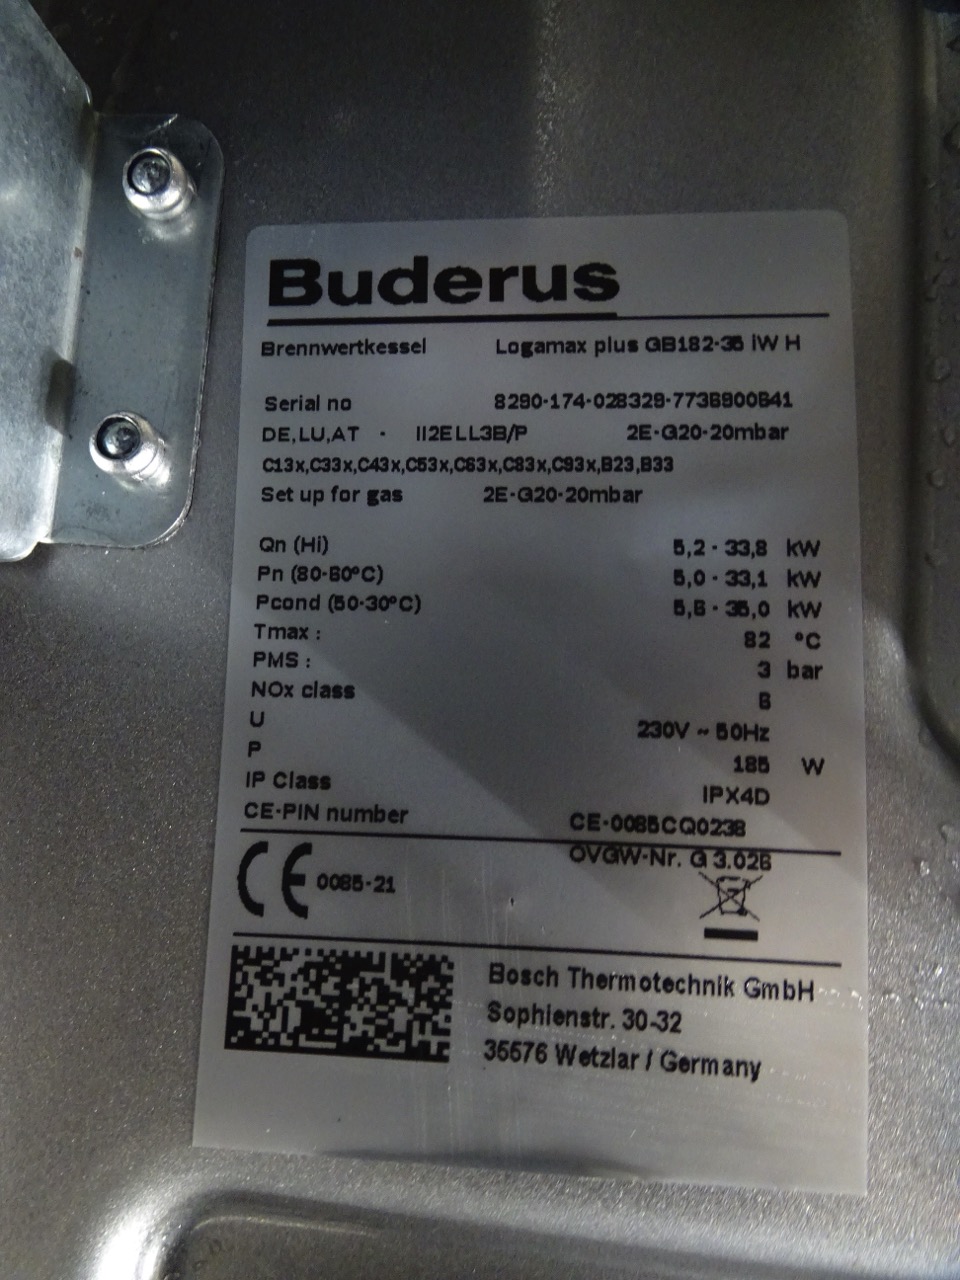 Buderus
Brennwertkessel Logamax plus GB182-35 iW H
Serial no 8290-174-028329-7736900641
DE,LU,AT - II2ELL3B/P 2E-G20-20mbar
C13x,C33x,C43x,C53x,C63x,C83x,C93x,B23,B33
Set up for gas 2E-G20-20mbar
Qn (Hi) 5,2 - 33,8 kW
Pn (80-60°C) 5,0 - 33,1 kW
Pcond (50-30°C) 5,6 - 35,0 kW
Tmax : 82 °C
PMS : 3 bar
NOx class 6
U 230V ~ 50Hz
P 185 W
IP Class IPX4D
CE-PIN number CE-0085CQ0238
OVGW-Nr. G 3.026
CE 0085-21
Bosch Thermotechnik GmbH
Sophienstr. 30-32
35576 Wetzlar / Germany